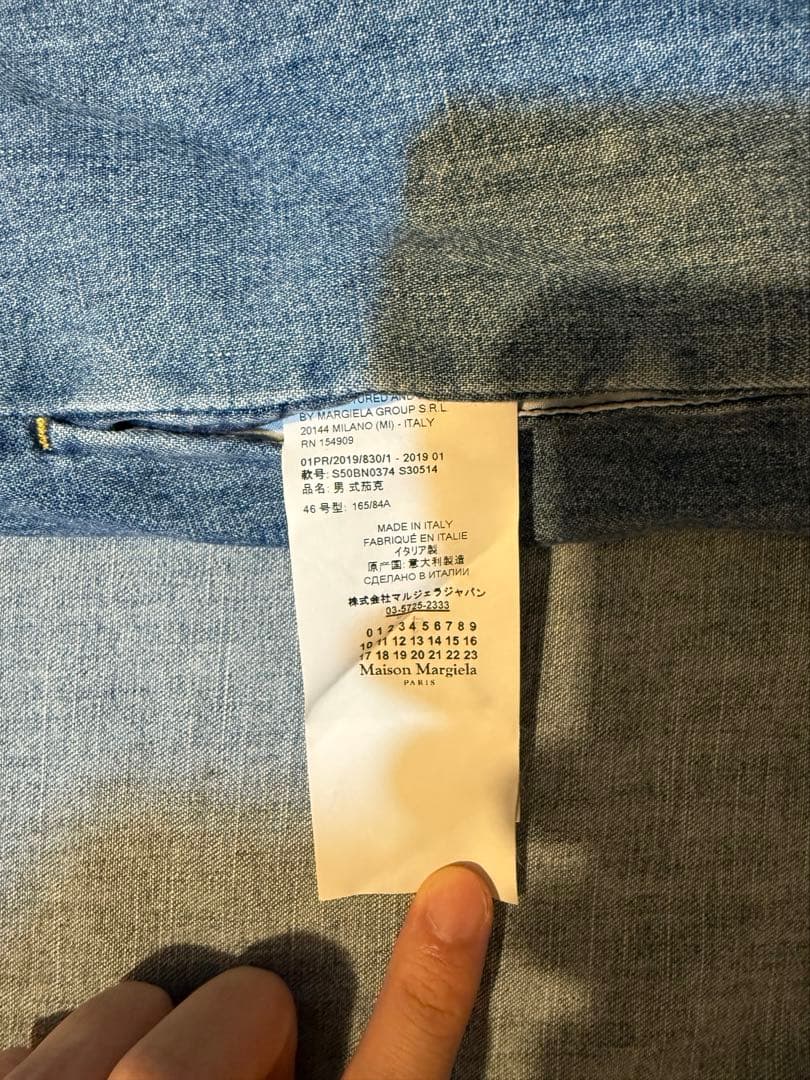 BY MARGIELA GROUP S.R.L.
20144 MILANO (MI) - ITALY
RN 154909
01PR/2019/830/1 - 2019 01
款号: S50BN0374 S30514
品名: 男式茄克
46 号型: 165/84A
MADE IN ITALY
FABRIQUÉ EN ITALIE
イタリア製
原产国: 意大利製造
СДЕЛАНО В ИТАЛИИ
株式会社マルジェラジャパン
03-5725-2333
0 1 2 3 4 5 6 7 8 9
10 11 12 13 14 15 16
17 18 19 20 21 22 23
Maison Margiela
PARIS